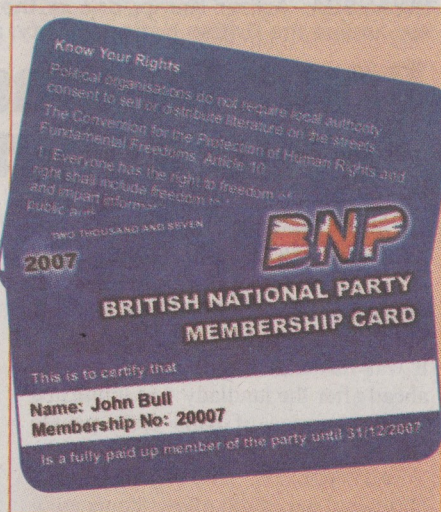 Know Your Rights
Political organisations do not require local authority
consent to sell or distribute literature on the streets.
The Convention for the Protection of Human Rights and
Fundamental Freedoms, Article 10.
1. Everyone has the right to freedom of
right shall include freedom to
and impart informa
public
TWO THOUSAND AND SEVEN
2007
BNP
BRITISH NATIONAL PARTY
MEMBERSHIP CARD
This is to certify that
Name: John Bull
Membership No: 20007
Is a fully paid up member of the party until 31/12/2007